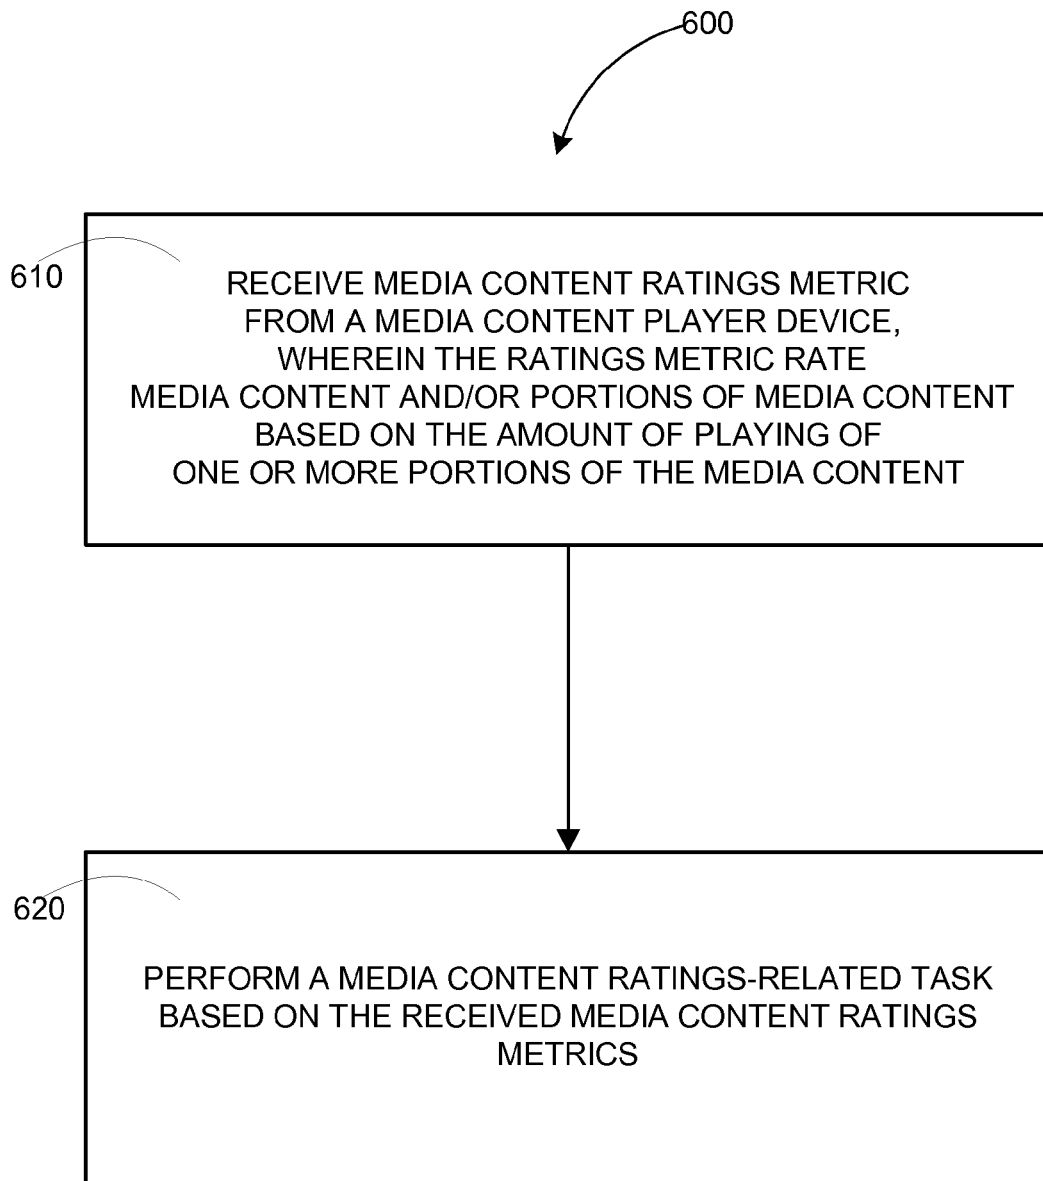 600
610
RECEIVE MEDIA CONTENT RATINGS METRIC
FROM A MEDIA CONTENT PLAYER DEVICE,
WHEREIN THE RATINGS METRIC RATE
MEDIA CONTENT AND/OR PORTIONS OF MEDIA CONTENT
BASED ON THE AMOUNT OF PLAYING OF
ONE OR MORE PORTIONS OF THE MEDIA CONTENT
620
PERFORM A MEDIA CONTENT RATINGS-RELATED TASK
BASED ON THE RECEIVED MEDIA CONTENT RATINGS
METRICS